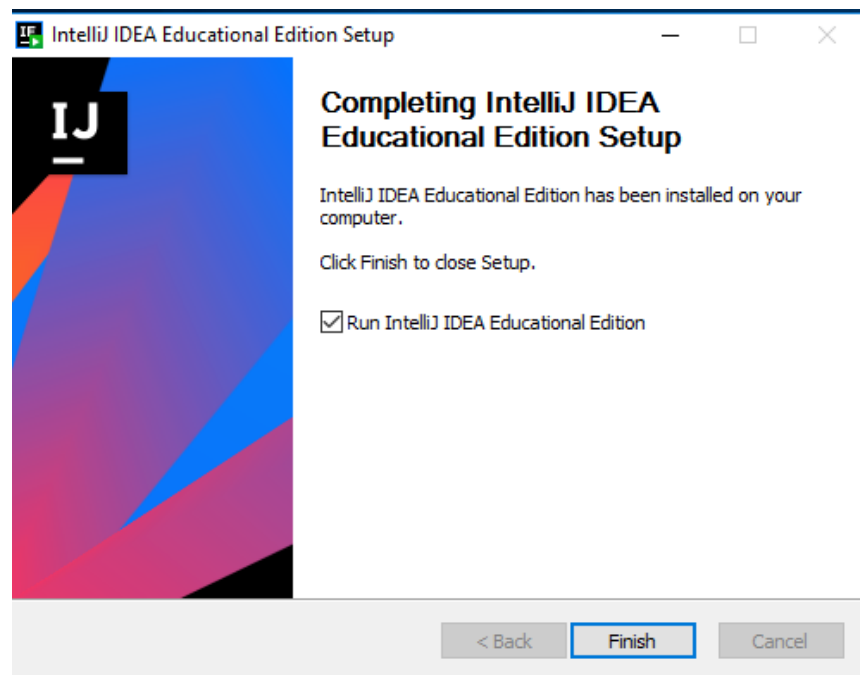 IntelliJ IDEA Educational Edition Setup
IJ
Completing IntelliJ IDEA
Educational Edition Setup
IntelliJ IDEA Educational Edition has been installed on your
computer.
Click Finish to close Setup.
Run IntelliJ IDEA Educational Edition
< Back
Finish
Cancel